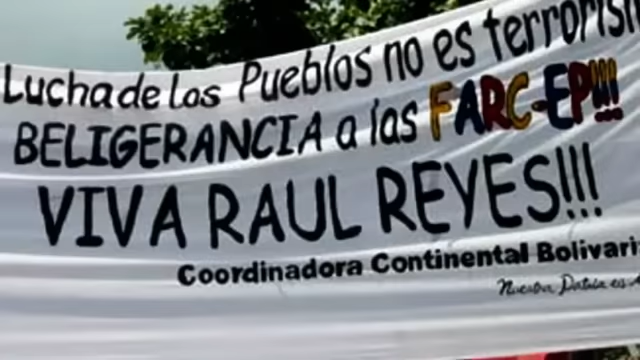 Lucha de los Pueblos no es terroris
BELIGERANCIA a las FARC-EP!!!
VIVA RAUL REYES!!!
Coordinadora Continental Bolivari
Nuestra Patria es A